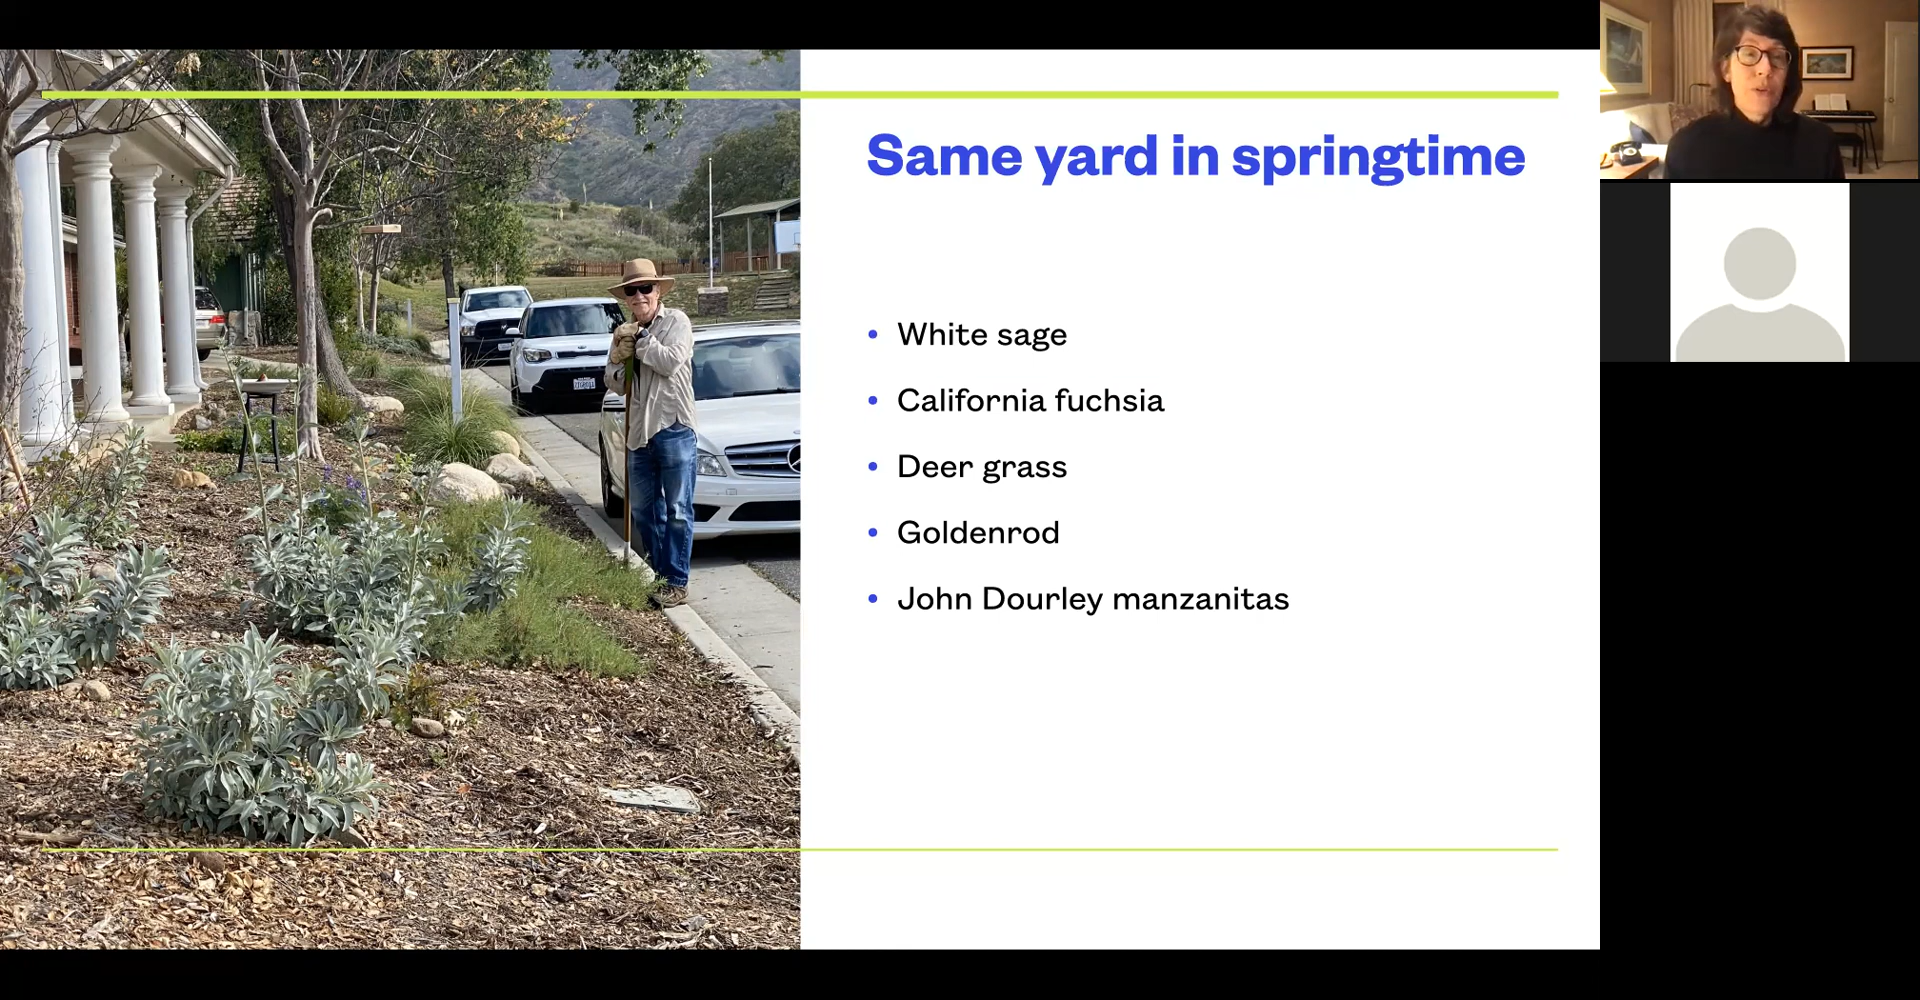 Same yard in springtime
• White sage
• California fuchsia
• Deer grass
• Goldenrod
• John Dourley manzanitas